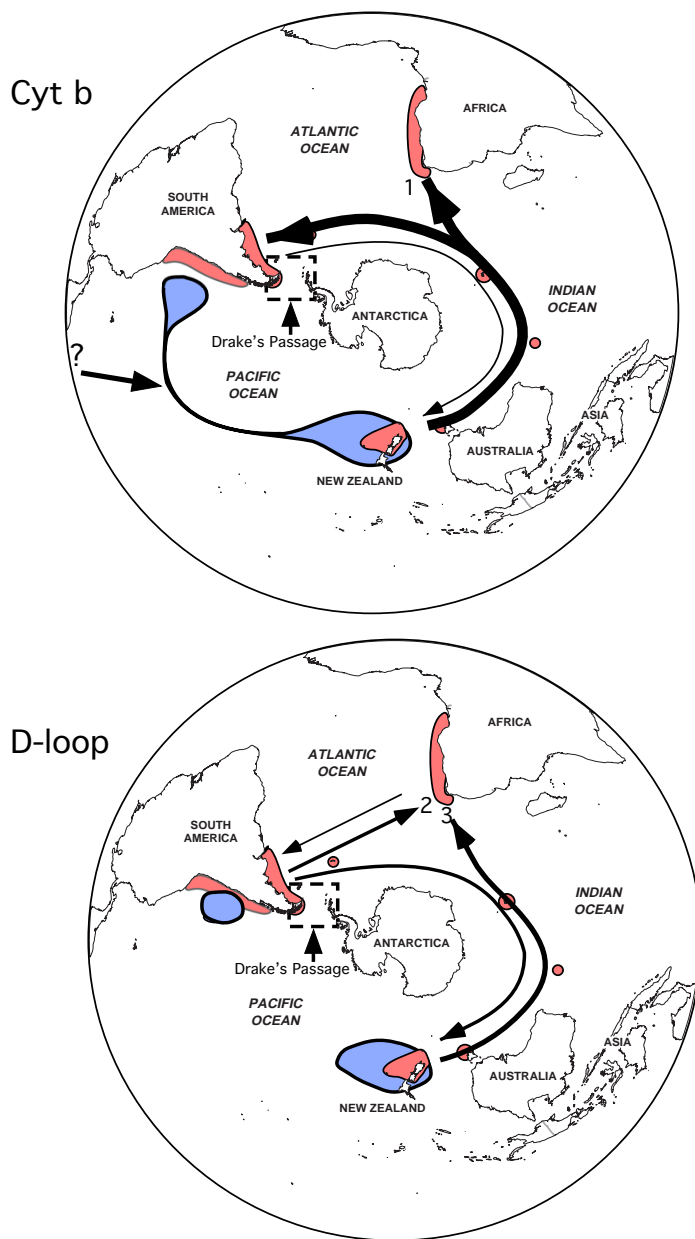 Cyt b
AFRICA
ATLANTIC
OCEAN
1
SOUTH
AMERICA
INDIAN
OCEAN
ANTARCTICA
Drake's Passage
?
PACIFIC
OCEAN
ASIA
AUSTRALIA
NEW ZEALAND
D-loop
AFRICA
ATLANTIC
OCEAN
2
3
SOUTH
AMERICA
INDIAN
OCEAN
ANTARCTICA
Drake's Passage
PACIFIC
OCEAN
ASIA
AUSTRALIA
NEW ZEALAND